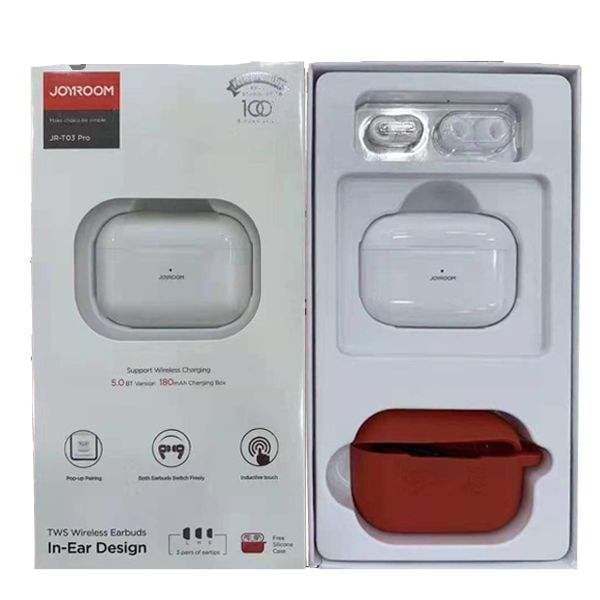 JOYROOM
Make choice be simple
JR-T03 Pro
100
JOYROOM
Support Wireless Charging
5.0 BT Version 180mAh Charging Box
Pop-up Pairing
Both Earbuds Switch Freely
Inductive touch
TWS Wireless Earbuds
In-Ear Design
L M S
3 pairs of eartips
Free
Silicone
Case
JOYROOM